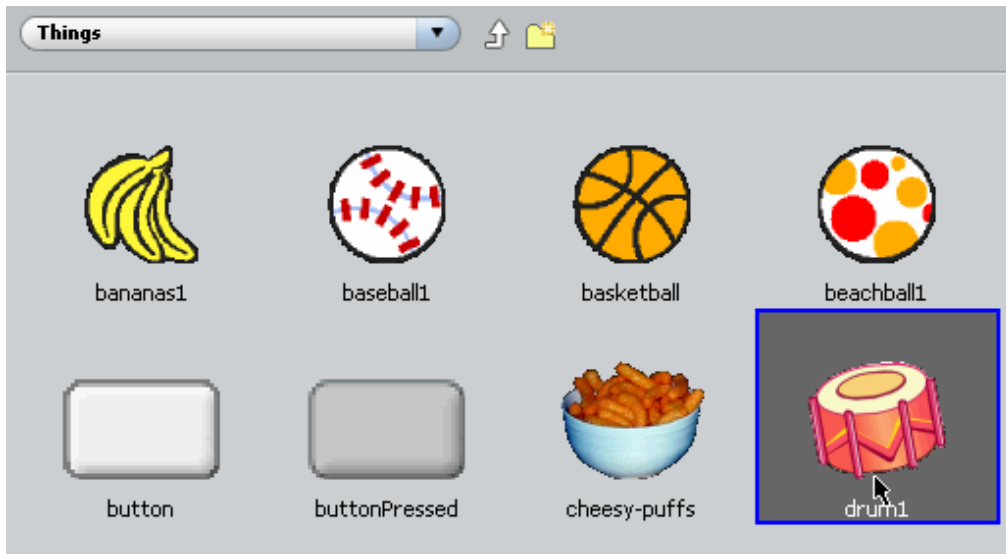 Things
bananas1
baseball1
basketball
beachball1
button
buttonPressed
cheesy-puffs
drum1